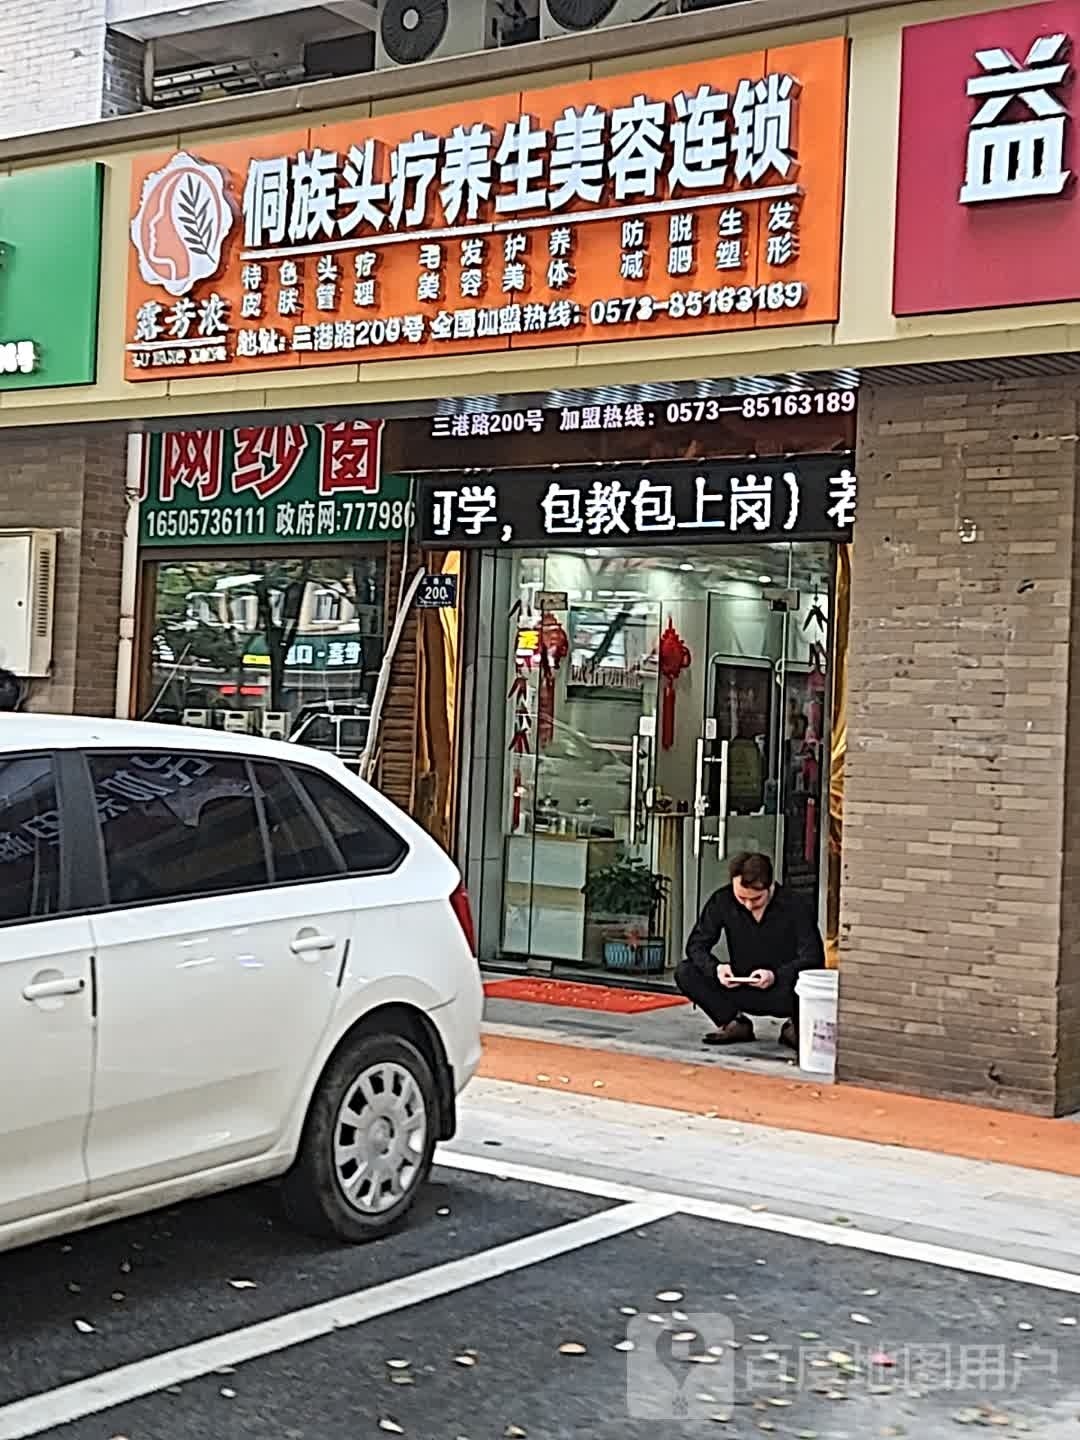 益
侗族头疗养生美容连锁
特色头疗 毛发护养 防脱生发
皮肤管理 美容美体 减肥塑形
露芳浓
地址：三港路200号 全国加盟热线：0573-85163189
三港路200号 加盟热线：0573—85163189
网纱窗
16505736111 政府网:777986
可学，包教包上岗）
200
百度地图用户